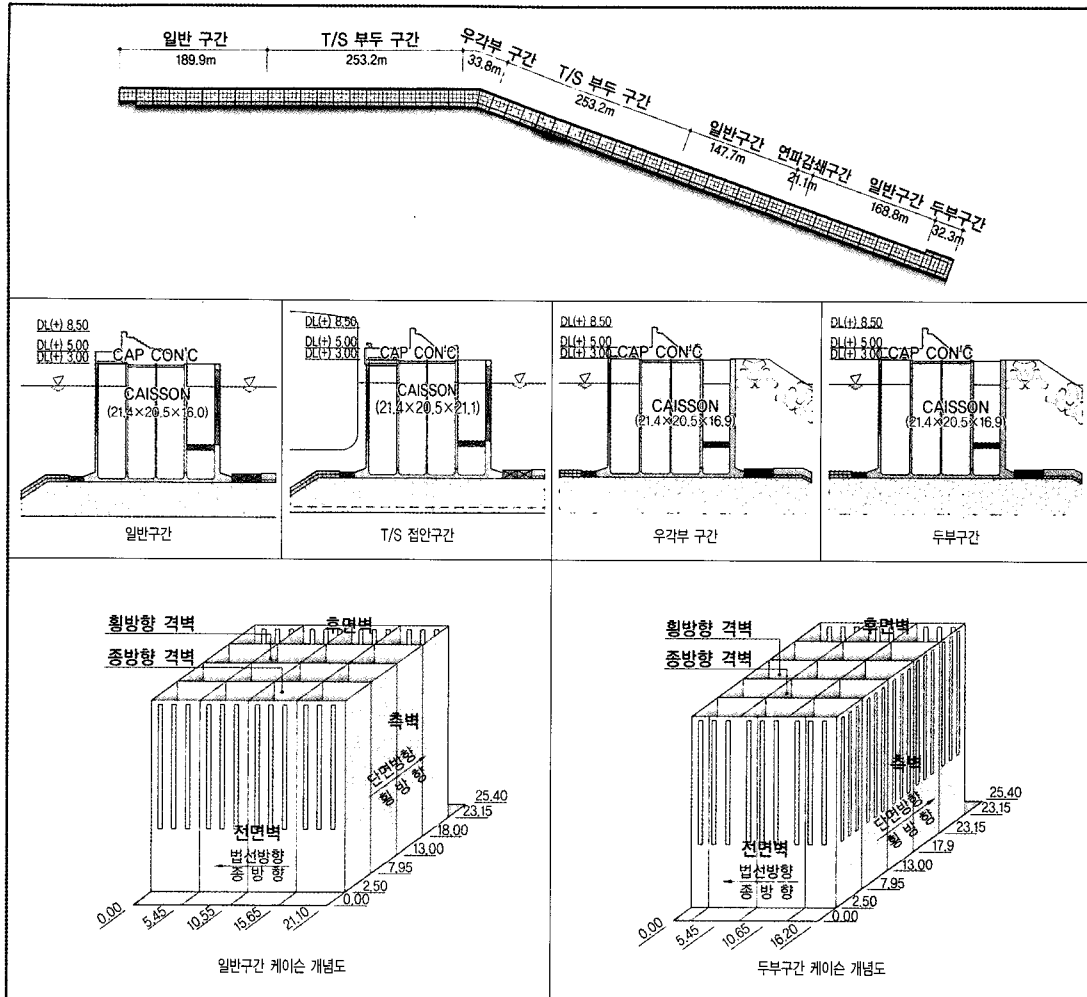 일반 구간
189.9m
T/S 부두 구간
253.2m
우각부 구간
33.8m
T/S 부두 구간
253.2m
일반구간
147.7m
연파감쇄구간
21.1m
일반구간
168.8m
두부구간
32.3m
DL(+) 8.50
DL(+) 5.00
DL(+) 3.00
CAP CON'C
CAISSON
(21.4×20.5×16.0)
일반구간
DL(+) 8.50
DL(+) 5.00
DL(+) 3.00
CAP CON'C
CAISSON
(21.4×20.5×21.1)
T/S 접안구간
DL(+) 8.50
DL(+) 5.00
DL(+) 3.00
CAP CON'C
CAISSON
(21.4×20.5×16.9)
우각부 구간
DL(+) 8.50
DL(+) 5.00
DL(+) 3.00
CAP CON'C
CAISSON
(21.4×20.5×16.9)
두부구간
횡방향 격벽
종방향 격벽
후면벽
측벽
단면방향
횡 방 향
전면벽
법선방향
종 방 향
25.40
23.15
18.00
13.00
7.95
2.50
0.00
0.00
5.45
10.55
15.65
21.10
일반구간 케이슨 개념도
횡방향 격벽
종방향 격벽
후면벽
측벽
단면방향
횡 방 향
전면벽
법선방향
종 방 향
25.40
23.15
23.15
17.9
13.00
7.95
2.50
0.00
0.00
5.45
10.65
16.20
두부구간 케이슨 개념도